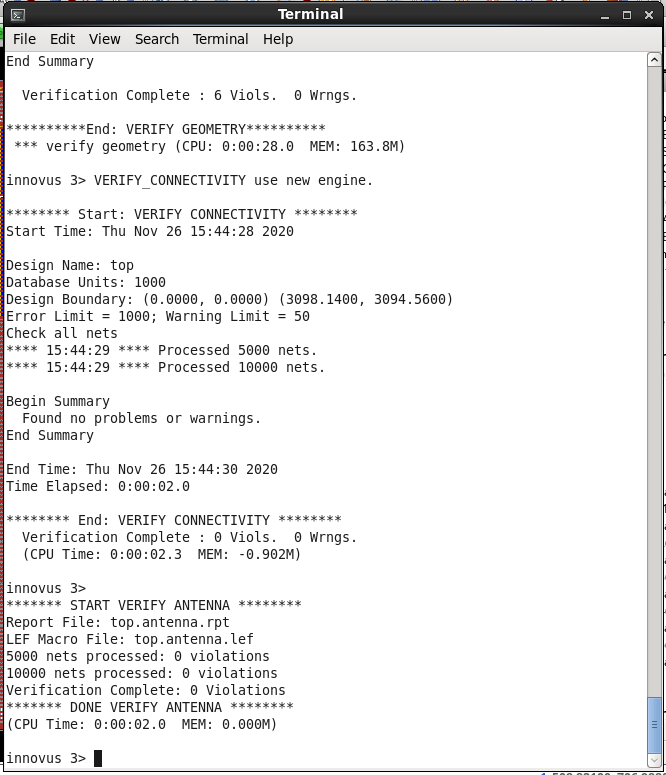 Terminal
File Edit View Search Terminal Help
End Summary
Verification Complete : 6 Viols. 0 Wrngs.
**********End: VERIFY GEOMETRY**********
*** verify geometry (CPU: 0:00:28.0 MEM: 163.8M)
innovus 3> VERIFY_CONNECTIVITY use new engine.
******** Start: VERIFY CONNECTIVITY ********
Start Time: Thu Nov 26 15:44:28 2020
Design Name: top
Database Units: 1000
Design Boundary: (0.0000, 0.0000) (3098.1400, 3094.5600)
Error Limit = 1000; Warning Limit = 50
Check all nets
**** 15:44:29 **** Processed 5000 nets.
**** 15:44:29 **** Processed 10000 nets.
Begin Summary
Found no problems or warnings.
End Summary
End Time: Thu Nov 26 15:44:30 2020
Time Elapsed: 0:00:02.0
******** End: VERIFY CONNECTIVITY ********
Verification Complete : 0 Viols. 0 Wrngs.
(CPU Time: 0:00:02.3 MEM: -0.902M)
innovus 3>
******* START VERIFY ANTENNA ********
Report File: top.antenna.rpt
LEF Macro File: top.antenna.lef
5000 nets processed: 0 violations
10000 nets processed: 0 violations
Verification Complete: 0 Violations
******* DONE VERIFY ANTENNA ********
(CPU Time: 0:00:02.0 MEM: 0.000M)
innovus 3>